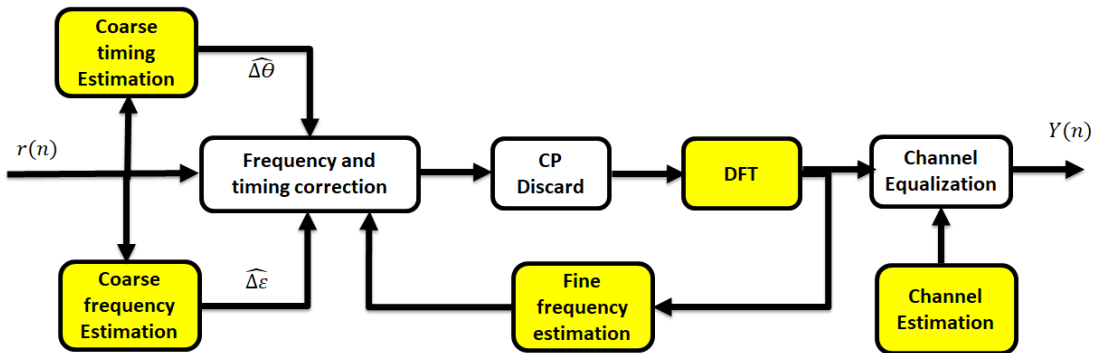 Coarse
timing
Estimation
$\widehat{\Delta\theta}$
r(n)
Frequency and
timing correction
CP
Discard
DFT
Channel
Equalization
Y(n)
Coarse
frequency
Estimation
$\widehat{\Delta\varepsilon}$
Fine
frequency
estimation
Channel
Estimation